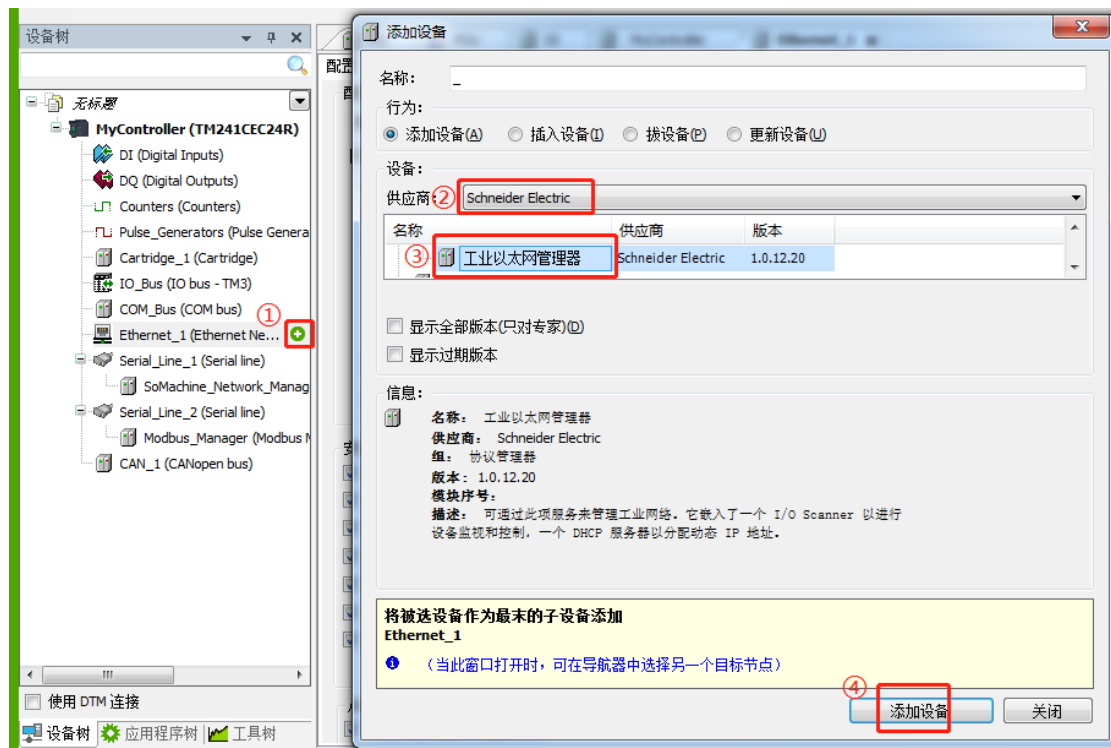 设备树
无标题
MyController (TM241CEC24R)
DI (Digital Inputs)
DQ (Digital Outputs)
Counters (Counters)
Pulse_Generators (Pulse Genera
Cartridge_1 (Cartridge)
IO_Bus (IO bus - TM3)
COM_Bus (COM bus)
①
Ethernet_1 (Ethernet Ne...
Serial_Line_1 (Serial line)
SoMachine_Network_Manag
Serial_Line_2 (Serial line)
Modbus_Manager (Modbus M
CAN_1 (CANopen bus)
使用 DTM 连接
设备树 应用程序树 工具树
配置
添加设备
名称: _
行为:
添加设备(A) 插入设备(I) 拔设备(P) 更新设备(U)
设备:
供应商: ② Schneider Electric
名称 供应商 版本
③ 工业以太网管理器 Schneider Electric 1.0.12.20
显示全部版本(只对专家)(D)
显示过期版本
信息:
名称: 工业以太网管理器
供应商: Schneider Electric
组: 协议管理器
版本: 1.0.12.20
模块序号:
描述: 可通过此项服务来管理工业网络. 它嵌入了一个 I/O Scanner 以进行
设备监视和控制, 一个 DHCP 服务器以分配动态 IP 地址.
将被选设备作为最末的子设备添加
Ethernet_1
(当此窗口打开时, 可在导航器中选择另一个目标节点)
④
添加设备 关闭